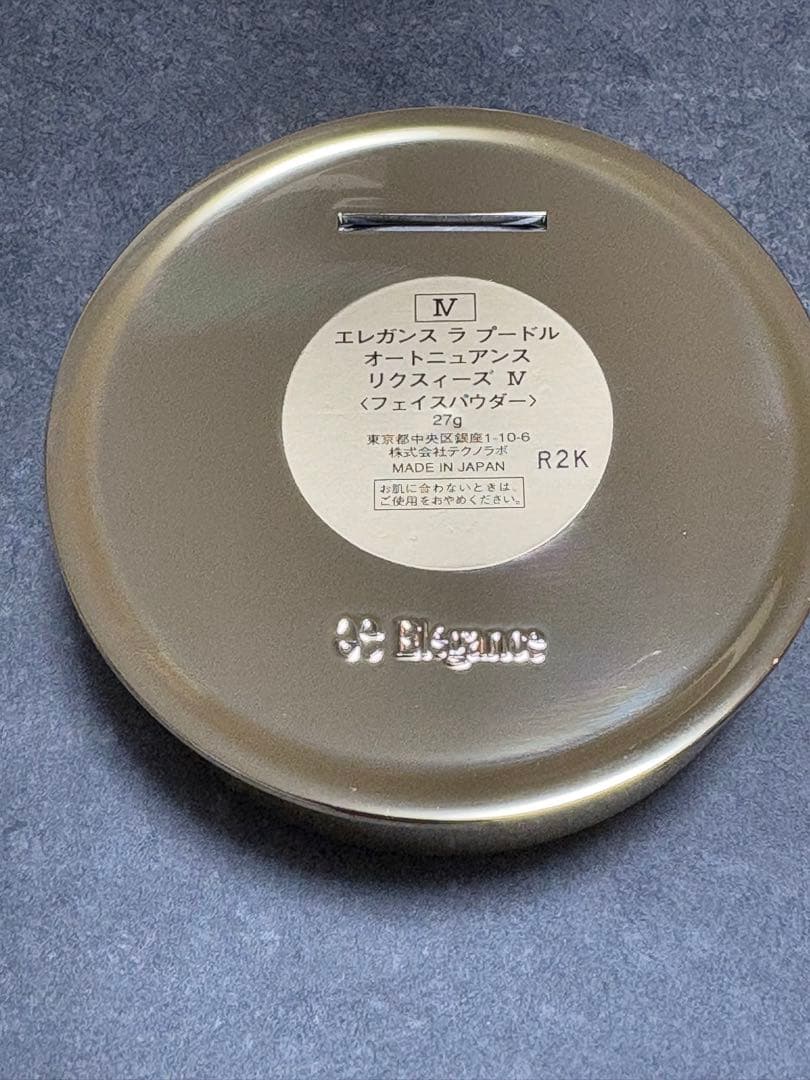 Ⅳ
エレガンス ラ プードル
オートニュアンス
リクスィーズ Ⅳ
〈フェイスパウダー〉
27g
東京都中央区銀座1-10-6
株式会社テクノラボ
MADE IN JAPAN
R2K
お肌に合わないときは、
ご使用をおやめください。
Elégance